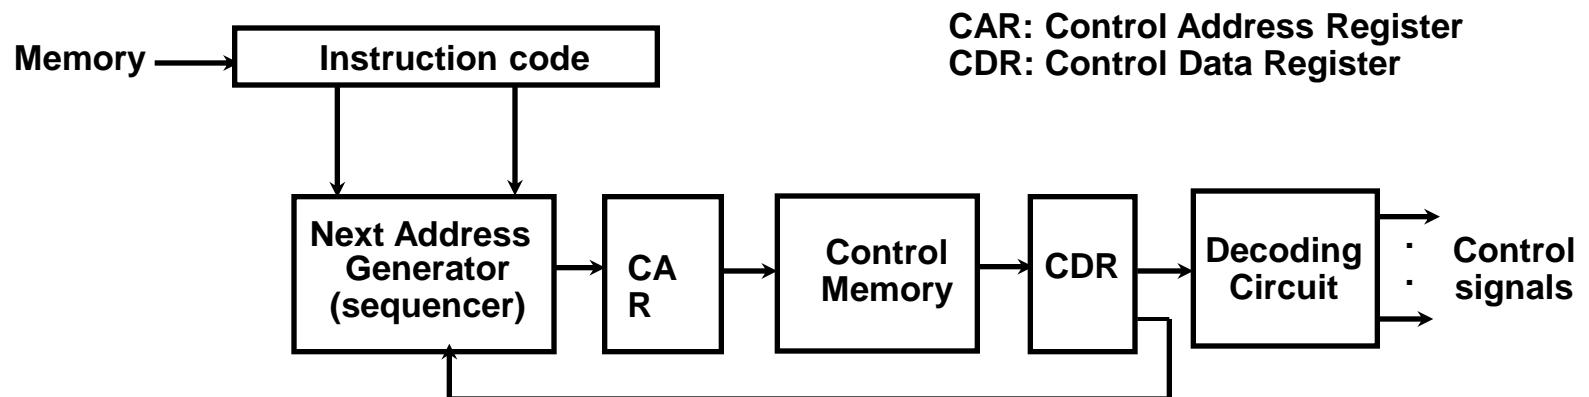 CAR: Control Address Register
CDR: Control Data Register
Memory
Instruction code
Next Address
Generator
(sequencer)
CA
R
Control
Memory
CDR
Decoding
Circuit
.
.
Control
signals